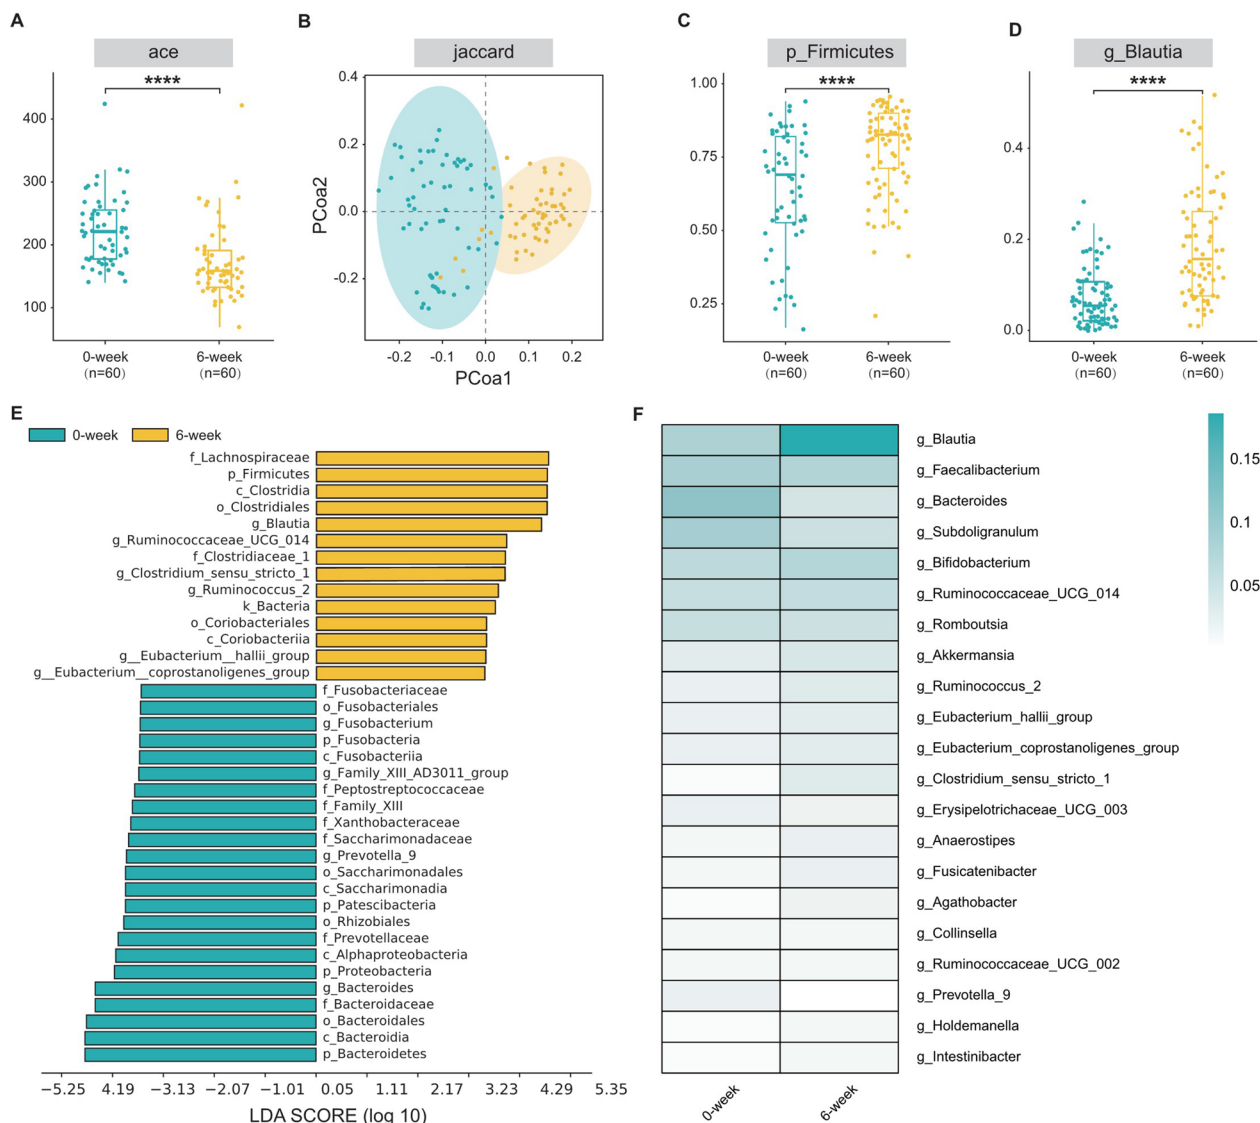 A
B
C
D
ace
jaccard
p_Firmicutes
g_Blautia
****
****
****
400
300
200
100
0-week
(n=60)
6-week
(n=60)
0.4
0.2
0.0
-0.2
PCoa2
-0.2
-0.1
0.0
0.1
0.2
PCoa1
1.00
0.75
0.50
0.25
0-week
(n=60)
6-week
(n=60)
0.4
0.2
0.0
0-week
(n=60)
6-week
(n=60)
E
0-week
6-week
f_Lachnospiraceae
p_Firmicutes
c_Clostridia
o_Clostridiales
g_Blautia
g_Ruminoccaceae_UCG_014
f_Clostridiaceae_1
g_Clostridium_sensu_stricto_1
g_Ruminococcus_2
k_Bacteria
o_Coriobacteriales
c_Coriobacteriia
g__Eubacterium__hallii_group
g__Eubacterium__coprostanoligenes_group
f_Fusobacteriaceae
o_Fusobacteriales
g_Fusobacterium
p_Fusobacteria
c_Fusobacteriia
g_Family_XIII_AD3011_group
f_Peptostreptococcaceae
f_Family_XIII
f_Xanthobacteraceae
f_Saccharimonadaceae
g_Prevotella_9
o_Saccharimonadales
c_Saccharimonadia
p_Patescibacteria
o_Rhizobiales
f_Prevotellaceae
c_Alphaproteobacteria
p_Proteobacteria
g_Bacteroides
f_Bacteroidaceae
o_Bacteroidales
c_Bacteroidia
p_Bacteroidetes
−5.25 4.19 −3.13 −2.07 −1.01 0.05 1.11 2.17 3.23 4.29 5.35
LDA SCORE (log 10)
F
g_Blautia
g_Faecalibacterium
g_Bacteroides
g_Subdoligranulum
g_Bifidobacterium
g_Ruminococcaceae_UCG_014
g_Romboutsia
g_Akkermansia
g_Ruminococcus_2
g_Eubacterium_hallii_group
g_Eubacterium_coprostanoligenes_group
g_Clostridium_sensu_stricto_1
g_Erysipelotrichaceae_UCG_003
g_Anaerostipes
g_Fusicatenibacter
g_Agathobacter
g_Collinsella
g_Ruminococcaceae_UCG_002
g_Prevotella_9
g_Holdemanella
g_Intestinibacter
0-week
6-week
0.15
0.1
0.05